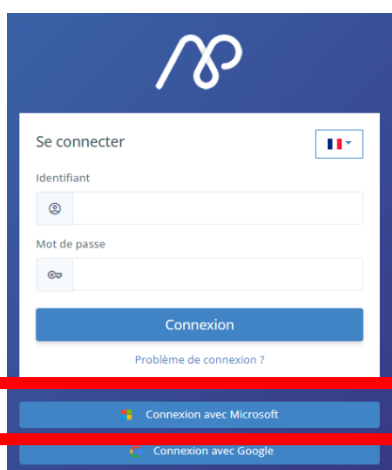 Se connecter
Identifiant
Mot de passe
Connexion
Problème de connexion ?
Connexion avec Microsoft
Connexion avec Google